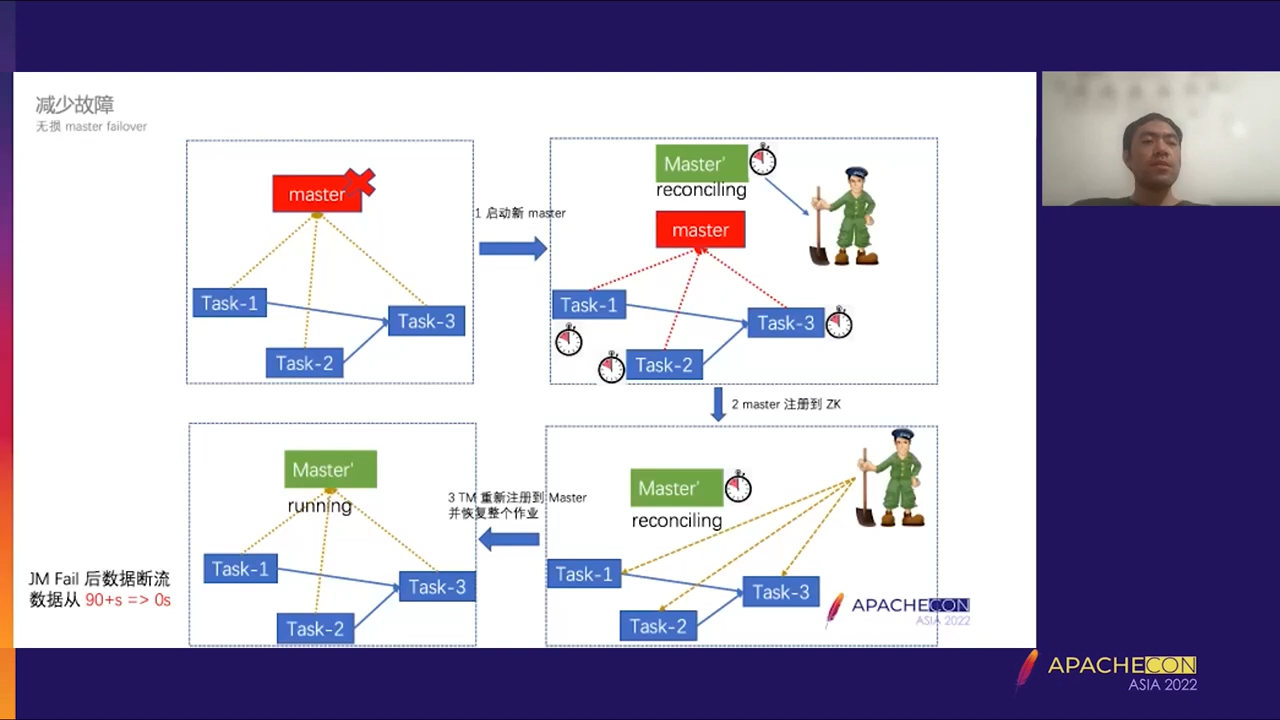 减少故障
无损 master failover
master
Task-1
Task-3
Task-2
1 启动新 master
Master'
reconciling
master
Task-1
Task-3
Task-2
2 master 注册到 ZK
Master'
reconciling
Task-1
Task-3
Task-2
3 TM 重新注册到 Master
并恢复整个作业
Master'
running
Task-1
Task-3
Task-2
JM Fail 后数据断流
数据从 90+s => 0s
APACHECON
ASIA 2022
APACHECON
ASIA 2022